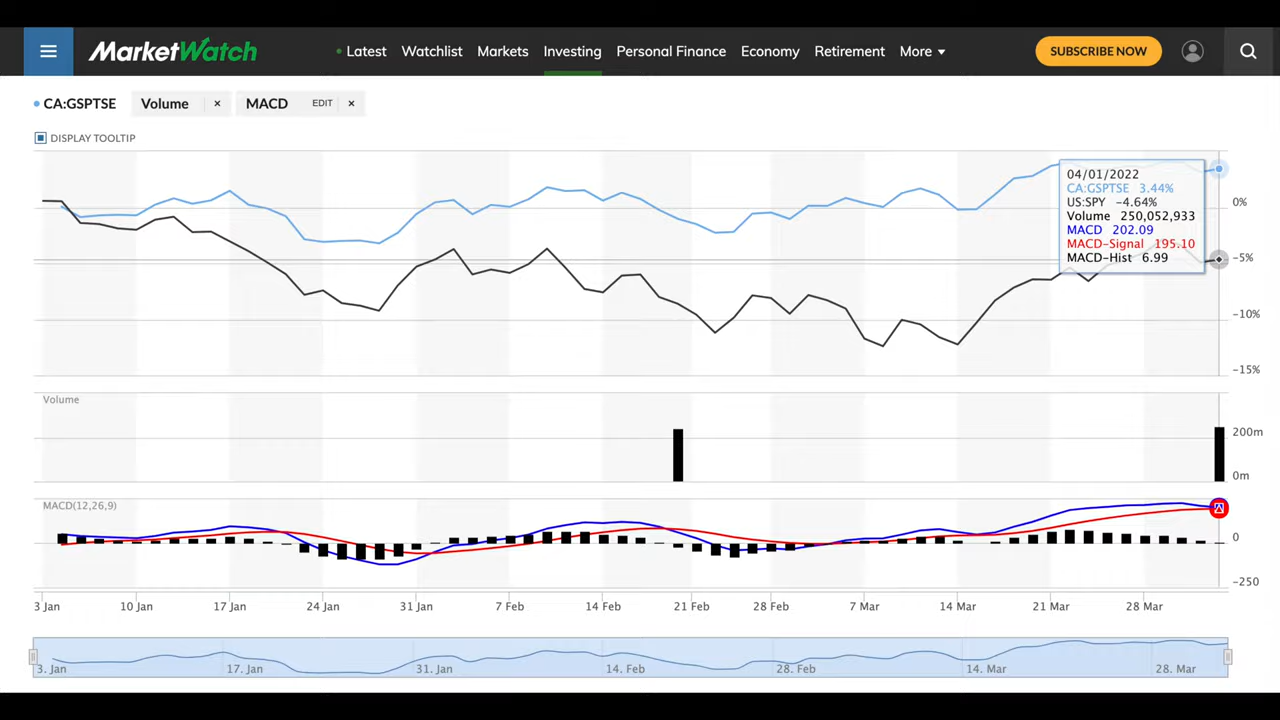 MarketWatch
Latest Watchlist Markets Investing Personal Finance Economy Retirement More
SUBSCRIBE NOW
CA:GSPTSE Volume × MACD EDIT ×
DISPLAY TOOLTIP
04/01/2022
CA:GSPTSE 3.44%
US:SPY -4.64%
Volume 250,052,933
MACD 202.09
MACD-Signal 195.10
MACD-Hist 6.99
0%
-5%
-10%
-15%
Volume
200m
0m
MACD(12,26,9)
0
-250
3 Jan 10 Jan 17 Jan 24 Jan 31 Jan 7 Feb 14 Feb 21 Feb 28 Feb 7 Mar 14 Mar 21 Mar 28 Mar
3. Jan 17. Jan 31. Jan 14. Feb 28. Feb 14. Mar 28. Mar